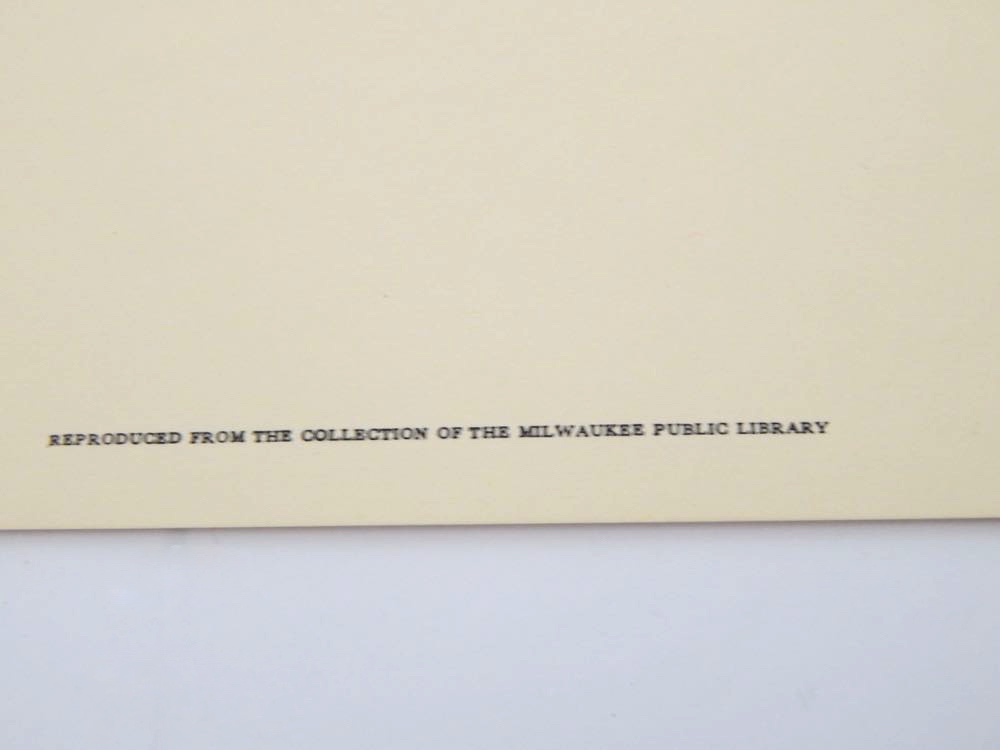 REPRODUCED FROM THE COLLECTION OF THE MILWAUKEE PUBLIC LIBRARY